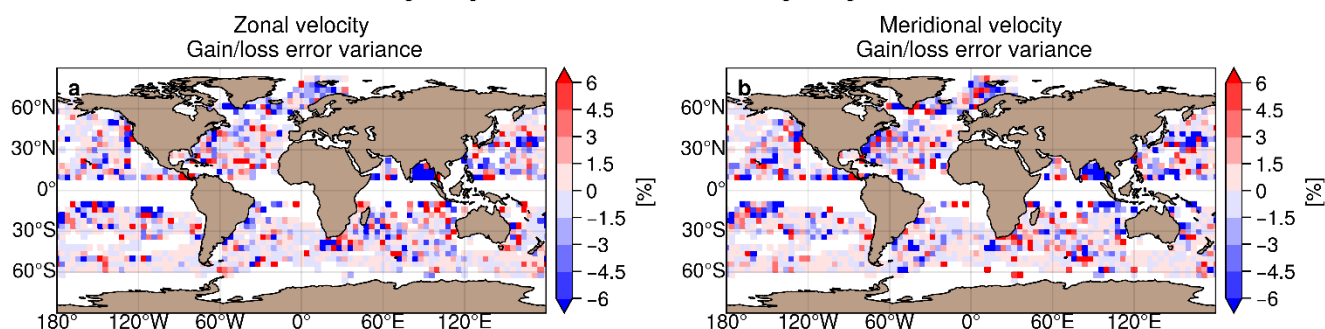 Zonal velocity
Gain/loss error variance
Meridional velocity
Gain/loss error variance
a
60°N
30°N
0°
30°S
60°S
180° 120°W 60°W 0° 60°E 120°E
6
4.5
3
1.5
0
−1.5
−3
−4.5
−6
[%]
b
60°N
30°N
0°
30°S
60°S
180° 120°W 60°W 0° 60°E 120°E
6
4.5
3
1.5
0
−1.5
−3
−4.5
−6
[%]